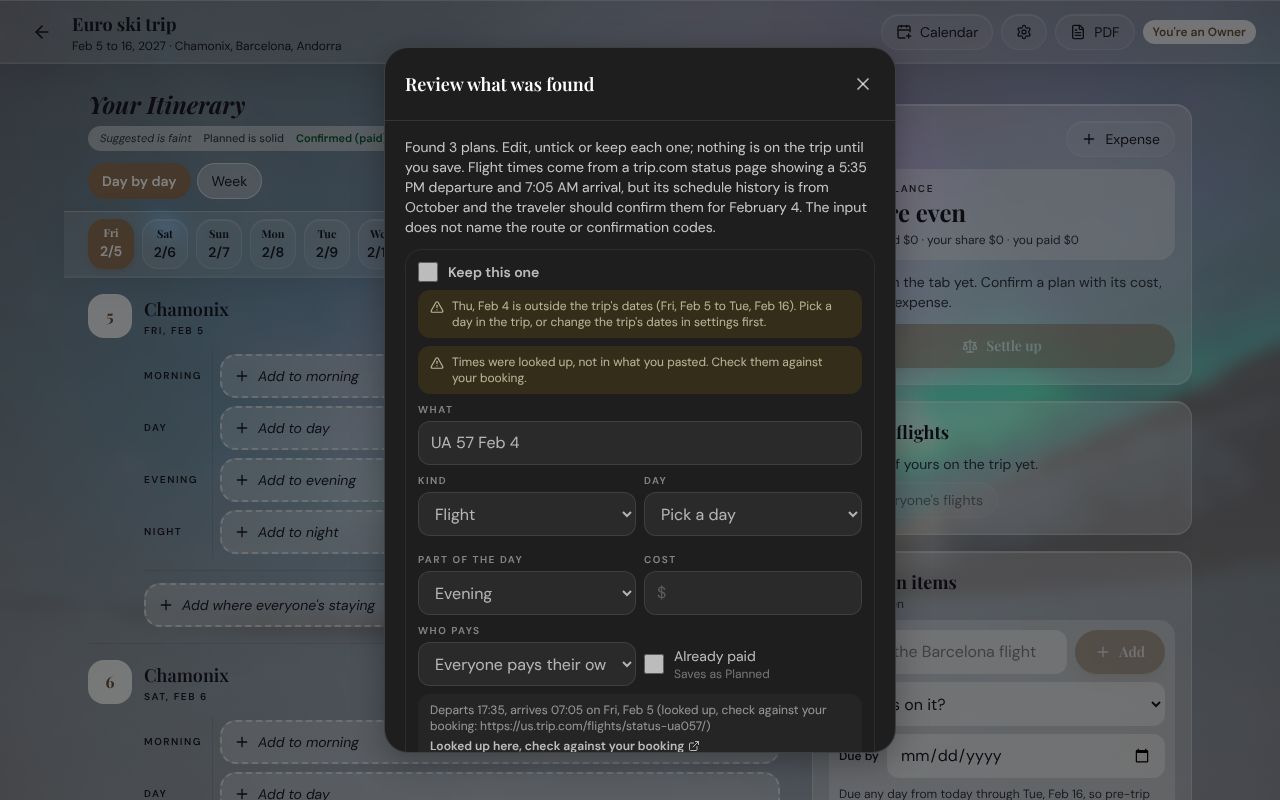 Euro ski trip
Feb 5 to 16, 2027 · Chamonix, Barcelona, Andorra
Calendar
PDF
You're an Owner
Your Itinerary
Suggested is faint Planned is solid Confirmed (paid
Day by day
Week
Fri
2/5
Sat
2/6
Sun
2/7
Mon
2/8
Tue
2/9
5
Chamonix
FRI, FEB 5
MORNING
+ Add to morning
DAY
+ Add to day
EVENING
+ Add to evening
NIGHT
+ Add to night
+ Add where everyone's staying
6
Chamonix
SAT, FEB 6
MORNING
+ Add to morning
DAY
+ Add to day
Review what was found
Found 3 plans. Edit, untick or keep each one; nothing is on the trip until
you save. Flight times come from a trip.com status page showing a 5:35
PM departure and 7:05 AM arrival, but its schedule history is from
October and the traveler should confirm them for February 4. The input
does not name the route or confirmation codes.
Keep this one
Thu, Feb 4 is outside the trip's dates (Fri, Feb 5 to Tue, Feb 16). Pick a
day in the trip, or change the trip's dates in settings first.
Times were looked up, not in what you pasted. Check them against
your booking.
WHAT
UA 57 Feb 4
KIND
Flight
DAY
Pick a day
PART OF THE DAY
Evening
COST
$
WHO PAYS
Everyone pays their ow
Already paid
Saves as Planned
Departs 17:35, arrives 07:05 on Fri, Feb 5 (looked up, check against your
booking: https://us.trip.com/flights/status-ua057/)
Looked up here, check against your booking
+ Expense
LANCE
re even
$0 · your share $0 · you paid $0
the tab yet. Confirm a plan with its cost,
expense.
Settle up
flights
f yours on the trip yet.
ryone's flights
n items
the Barcelona flight
+ Add
s on it?
Due by
mm/dd/yyyy
Due any day from today through Tue, Feb 16, so pre-trip